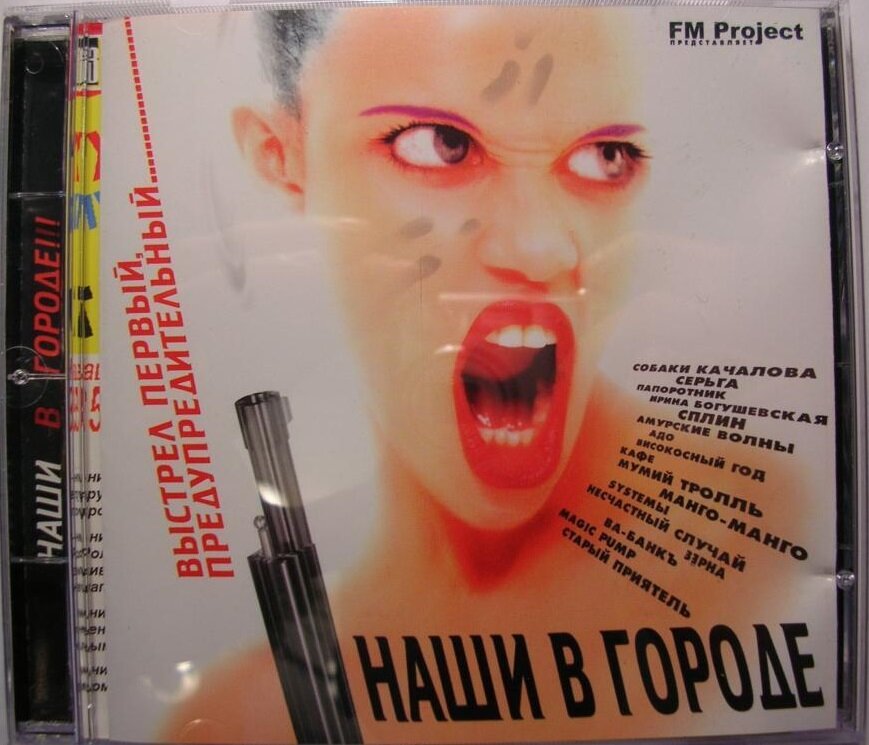 FM Project
ПРЕДСТАВЛЯЕТ
НАШИ В ГОРОДЕ!!!
ВЫСТРЕЛ ПЕРВЫЙ,
ПРЕДУПРЕДИТЕЛЬНЫЙ....................
СОБАКИ КАЧАЛОВА
СЕРЬГА
ПАПОРОТНИК
ИРИНА БОГУШЕВСКАЯ
СПЛИН
АМУРСКИЕ ВОЛНЫ
АДО
ВИСОКОСНЫЙ ГОД
КАФЕ
МУМИЙ ТРОЛЛЬ
МАНГО-МАНГО
SYSTEMЫ
НЕСЧАСТНЫЙ СЛУЧАЙ
ЗЭRНА
ВА-БАНКЪ
MAGIC PUMP
СТАРЫЙ ПРИЯТЕЛЬ
НАШИ В ГОРОДЕ